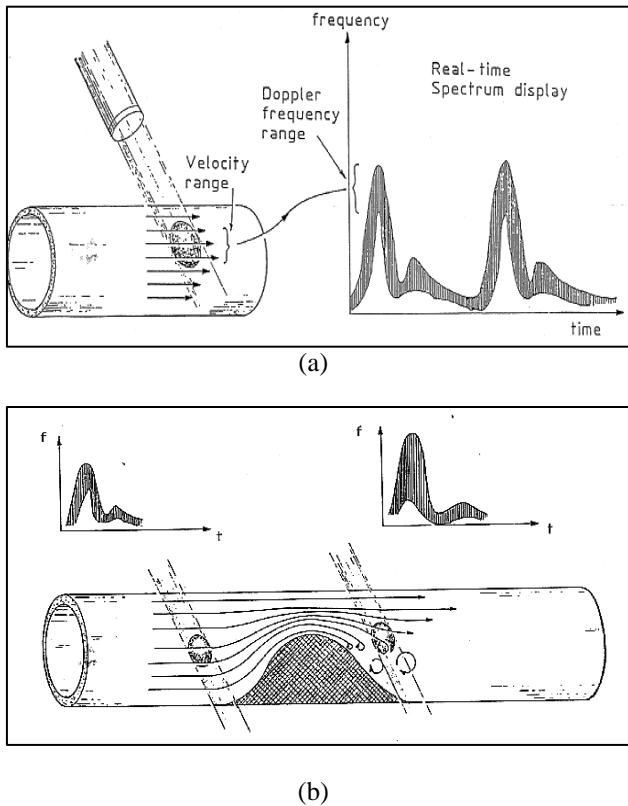 frequency
Real-time
Spectrum display
Doppler
frequency
range
Velocity
range
time
(a)
f
t
f
t
(b)